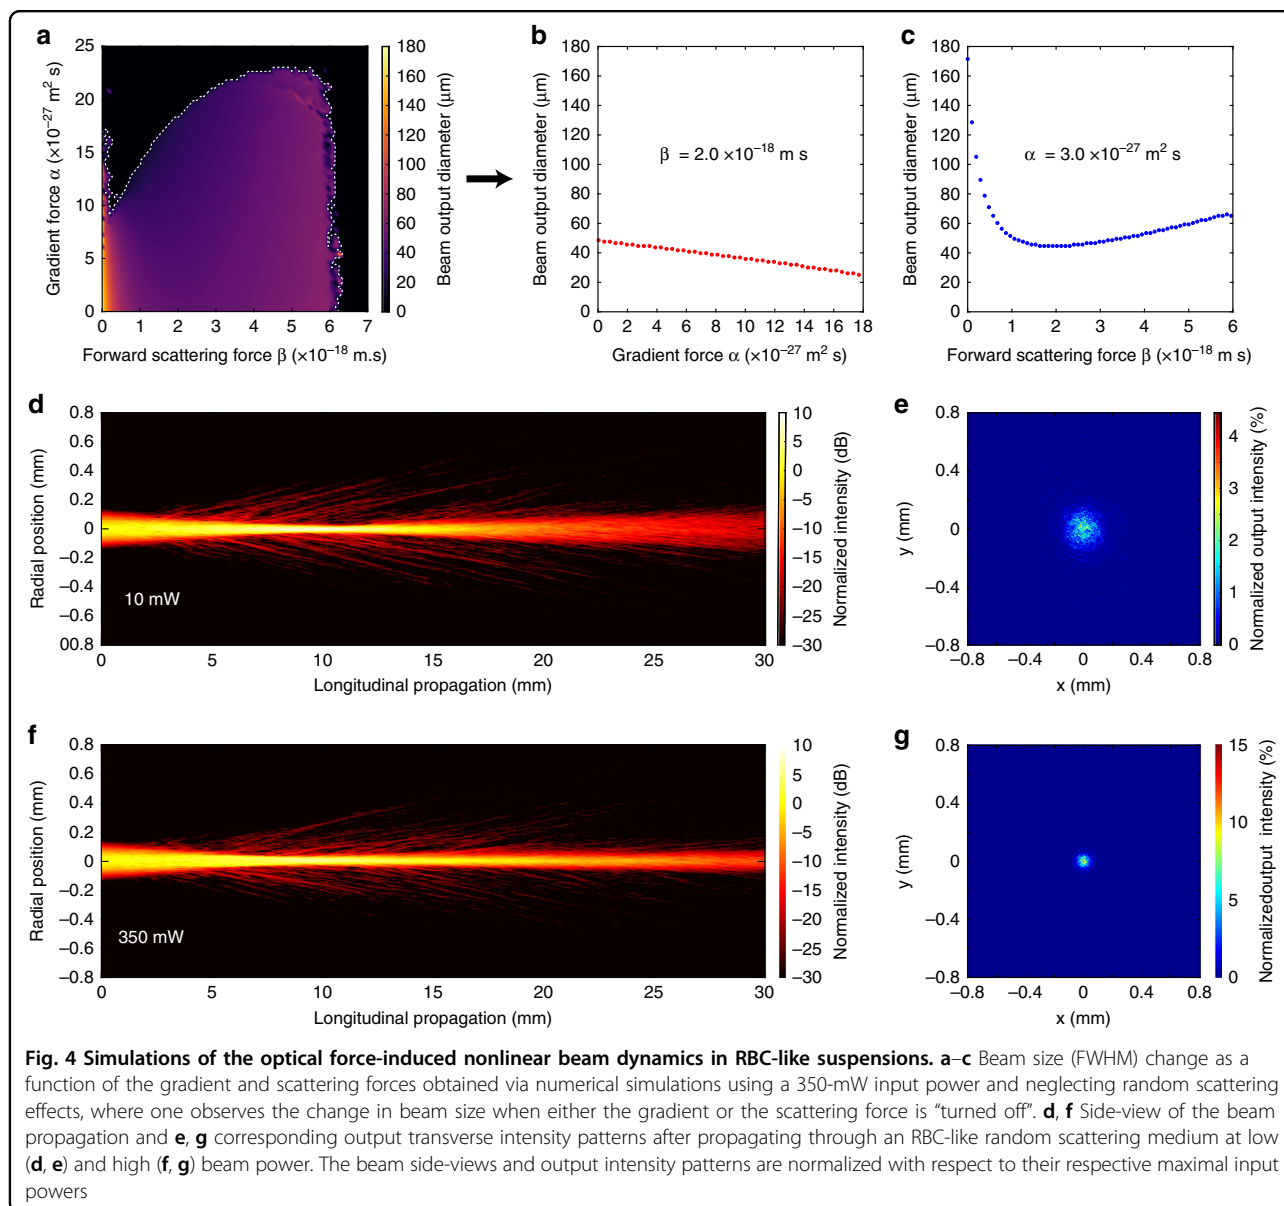 a
25
20
15
10
5
0
0 1 2 3 4 5 6 7
Gradient force α (×10⁻²⁷ m² s)
Forward scattering force β (×10⁻¹⁸ m.s)
180
160
140
120
100
80
60
40
20
0
Beam output diameter (μm)
b
180
160
140
120
100
80
60
40
20
0
Beam output diameter (μm)
β = 2.0 ×10⁻¹⁸ m s
0 2 4 6 8 10 12 14 16 18
Gradient force α (×10⁻²⁷ m² s)
c
180
160
140
120
100
80
60
40
20
0
Beam output diameter (μm)
α = 3.0 ×10⁻²⁷ m² s
0 1 2 3 4 5 6
Forward scattering force β (×10⁻¹⁸ m s)
d
0.8
0.4
0.2
0
−0.2
−0.4
−0.6
00.8
Radial position (mm)
10 mW
0 5 10 15 20 25 30
Longitudinal propagation (mm)
10
5
0
−5
−10
−15
−20
−25
−30
Normalized intensity (dB)
e
0.8
0.4
0
−0.4
−0.8
y (mm)
−0.8 −0.4 0 0.4 0.8
x (mm)
4
3
2
1
0
Normalized output intensity (%)
f
0.8
0.4
0.2
0
−0.2
−0.4
−0.6
−0.8
Radial position (mm)
350 mW
0 5 10 15 20 25 30
Longitudinal propagation (mm)
10
5
0
−5
−10
−15
−20
−25
−30
Normalized intensity (dB)
g
0.8
0.4
0
−0.4
−0.8
y (mm)
−0.8 −0.4 0 0.4 0.8
x (mm)
15
10
5
0
Normalizedoutput intensity (%)
Fig. 4 Simulations of the optical force-induced nonlinear beam dynamics in RBC-like suspensions. a–c Beam size (FWHM) change as a
function of the gradient and scattering forces obtained via numerical simulations using a 350-mW input power and neglecting random scattering
effects, where one observes the change in beam size when either the gradient or the scattering force is “turned off”. d, f Side-view of the beam
propagation and e, g corresponding output transverse intensity patterns after propagating through an RBC-like random scattering medium at low
(d, e) and high (f, g) beam power. The beam side-views and output intensity patterns are normalized with respect to their respective maximal input
powers